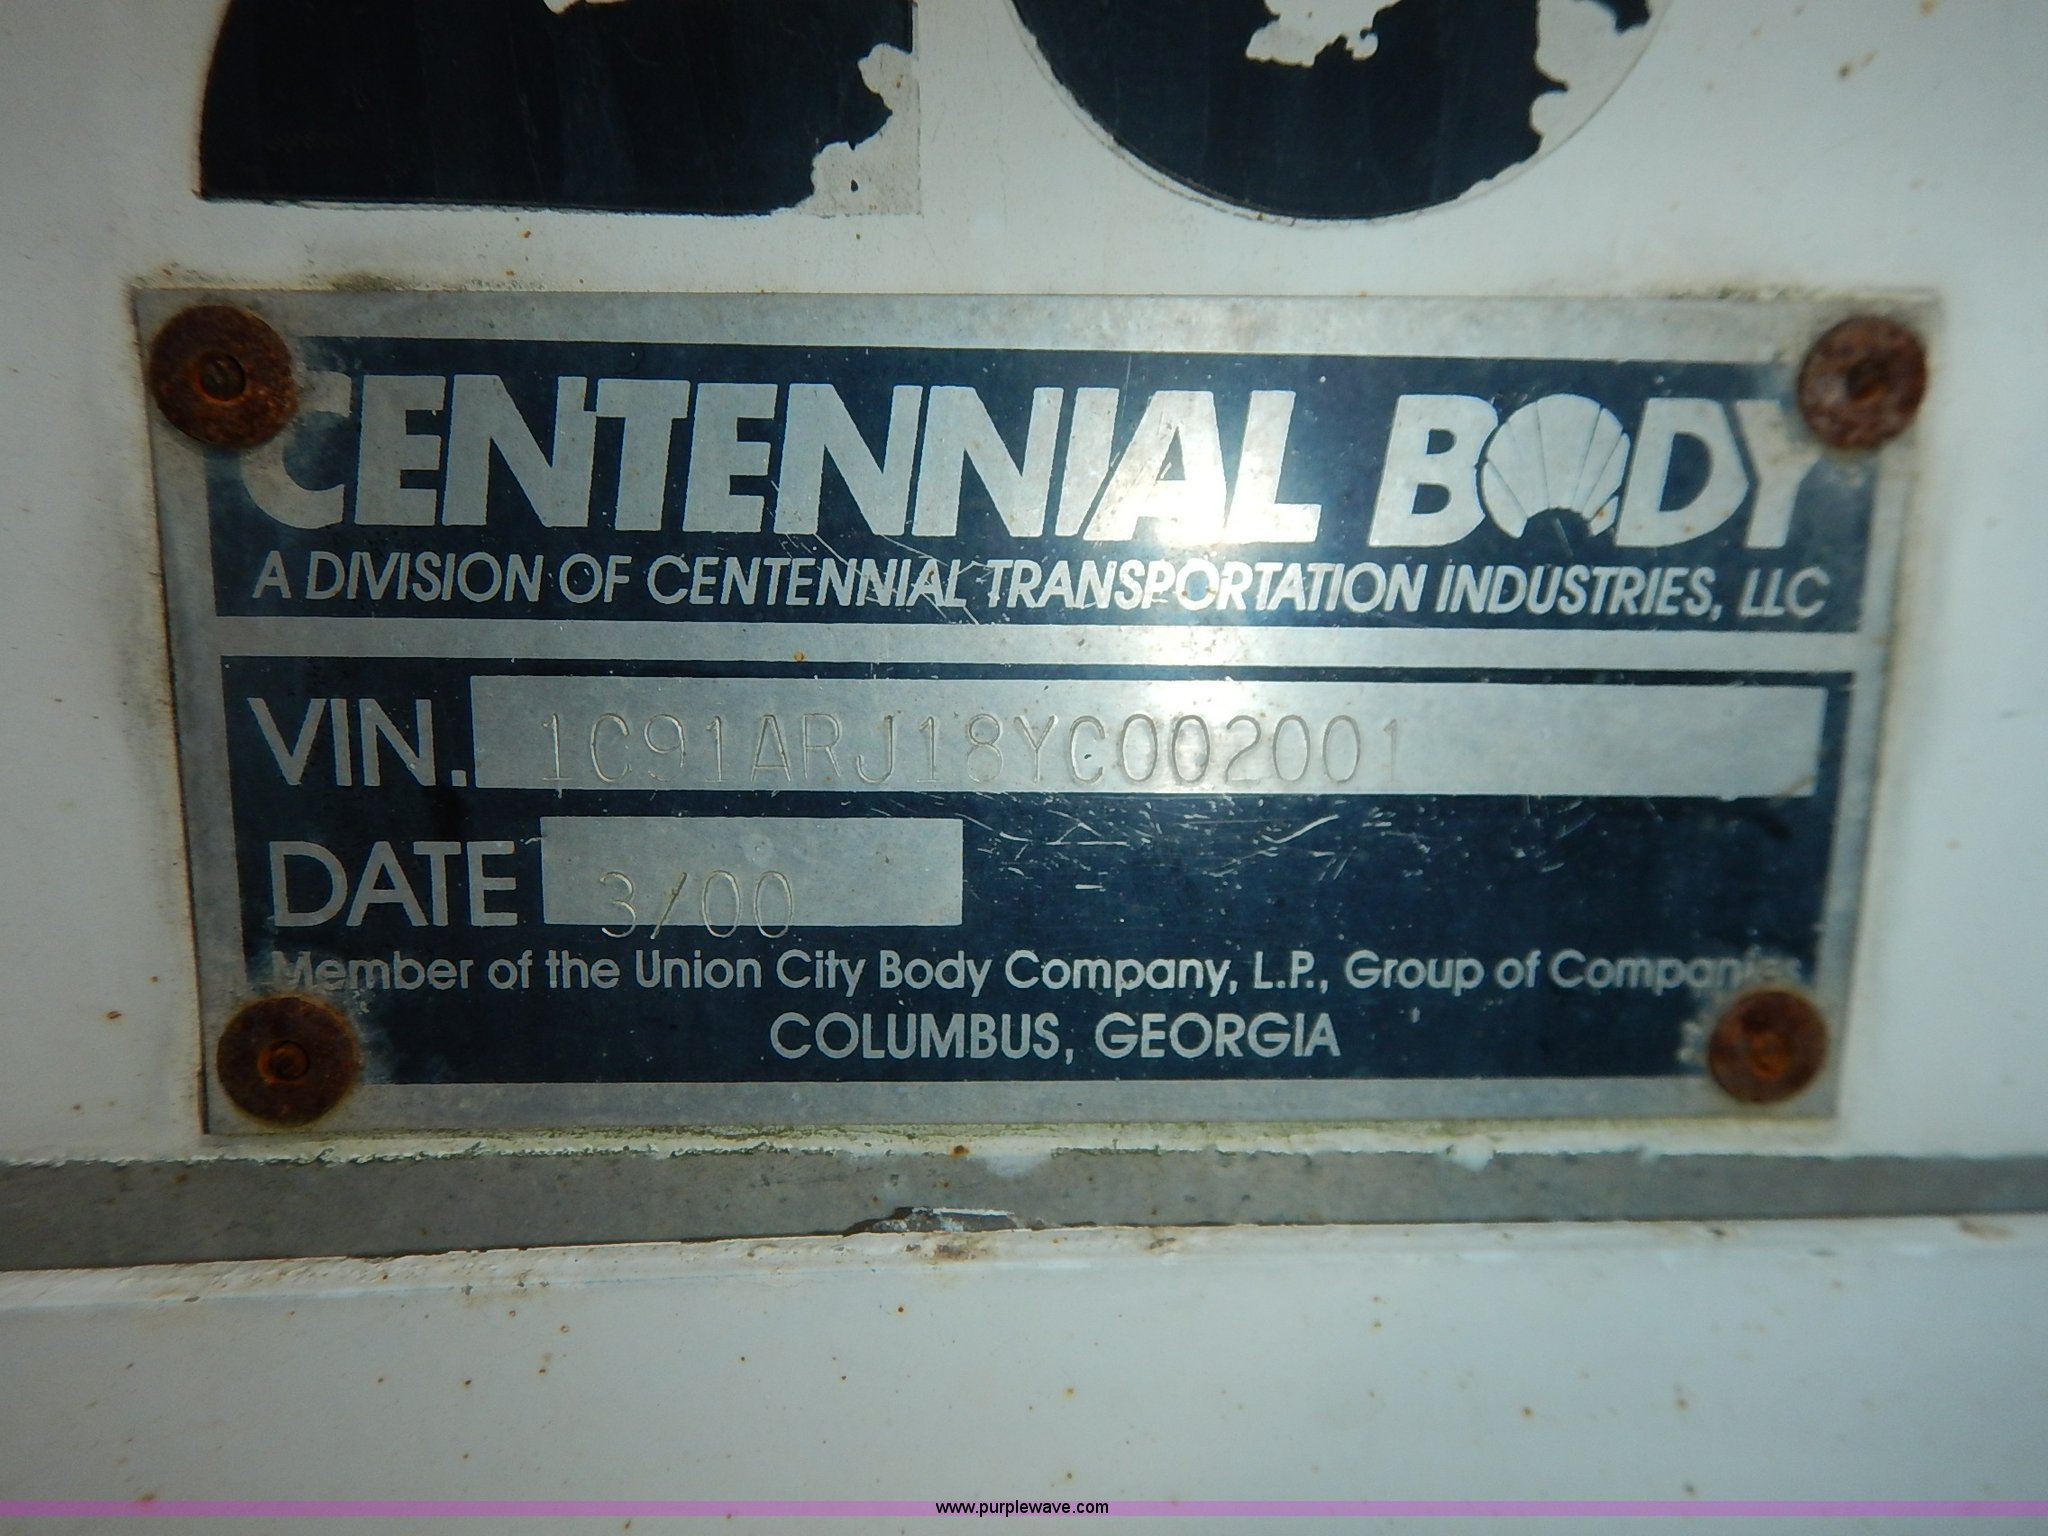 CENTENNIAL BODY
A DIVISION OF CENTENNIAL TRANSPORTATION INDUSTRIES, LLC
VIN. 1C91ARJ18YC002001
DATE 3/00
Member of the Union City Body Company, L.P., Group of Companies
COLUMBUS, GEORGIA
www.purplewave.com